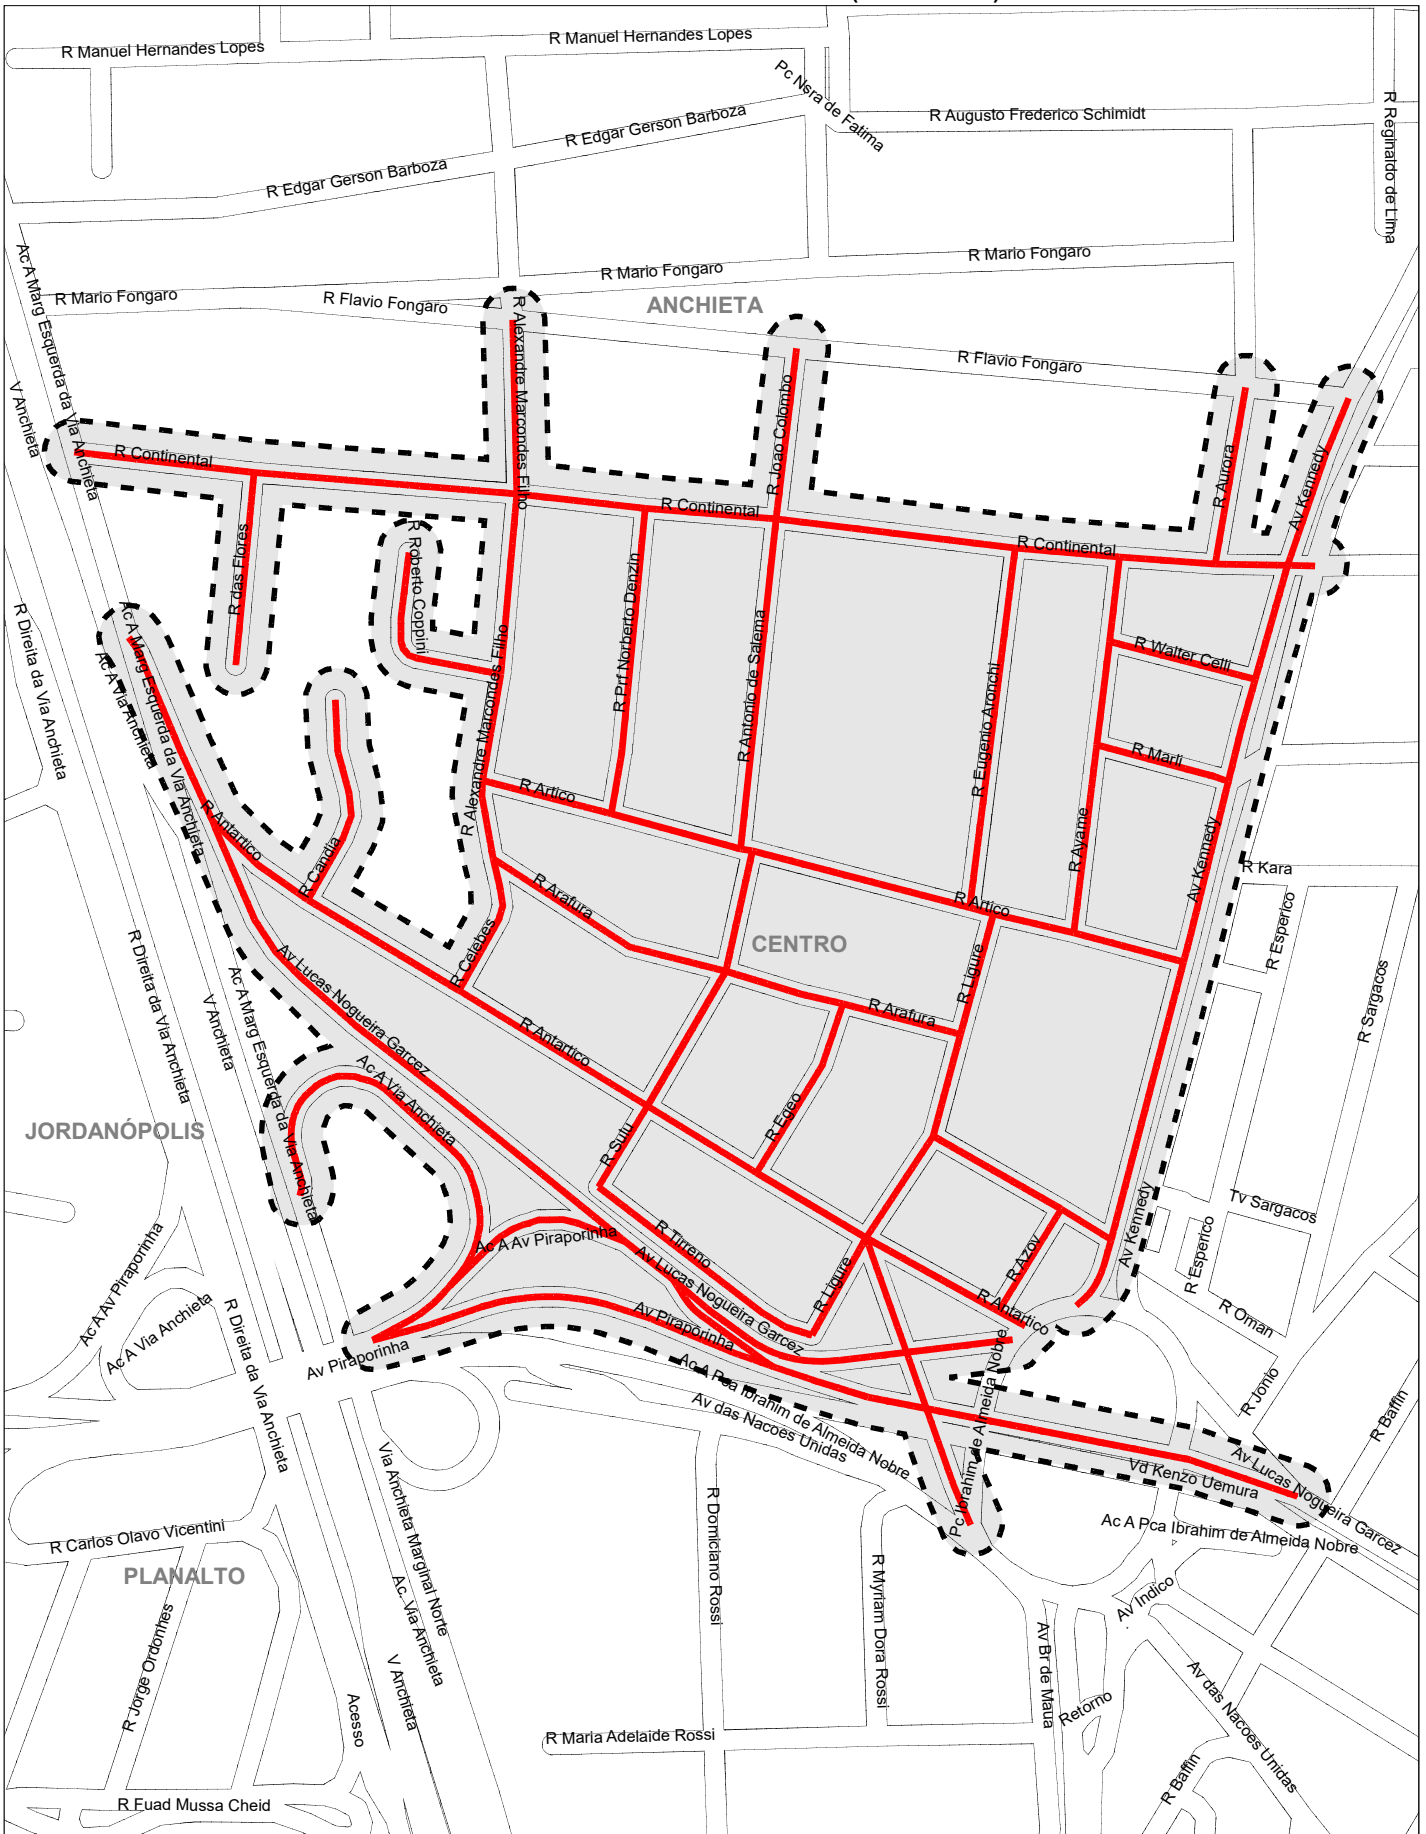 R Manuel Hernandes Lopes
R Manuel Hernandes Lopes
Pc Nsra de Fatima
R Augusto Frederico Schimidt
R Reginaldo de Lima
R Edgar Gerson Barboza
R Edgar Gerson Barboza
Ac A Marg Esquerda da Via Anchieta
R Mario Fongaro
R Mario Fongaro
R Mario Fongaro
R Flavio Fongaro
ANCHIETA
R Flavio Fongaro
R Alexandre Marcondes Filho
R Joao Colombo
R Aurora
Av Kennedy
V Anchieta
R Continental
R Continental
R Continental
R das Flores
R Roberto Coppini
R Prf Norberto Denzin
R Antonio de Salema
R Eugenio Aronchi
R Walter Celli
R Marli
R Ayame
Av Kennedy
R Direita da Via Anchieta
Ac A Marg Esquerda da Via Anchieta
Ac A Via Anchieta
R Alexandre Marcondes Filho
R Artico
R Antartico
R Candia
R Arafura
R Artico
R Kara
R Esperico
R Sargacos
CENTRO
R Celebes
R Ligure
R Arafura
R Direita da VIa Anchieta
V Anchieta
Ac A Marg Esquerda da Via Anchieta
Av Lucas Nogueira Garcez
R Antartico
Ac A Via Anchieta
JORDANÓPOLIS
R Sulu
R Egeo
Av Kennedy
Tv Sargacos
R Esperico
R Oman
R Jonio
R Baffin
Ac A Av Piraporinha
Ac A Av Piraporinha
R Tirreno
Av Lucas Nogueira Garcez
R Ligure
R Azov
R Antartico
Ac A Via Anchieta
R Direita da Via Anchieta
Av Piraporinha
Av Piraporinha
Ac A Pca Ibrahim de Almeida Nobre
Av das Nacoes Unidas
Pc Ibrahim de Almeida Nobre
Vd Kenzo Uemura
Av Lucas Nogueira Garcez
Ac A Pca Ibrahim de Almeida Nobre
Via Anchieta Marginal Norte
Ac. Via Anchieta
V Anchieta
R Carlos Olavo Vicentini
PLANALTO
R Jorge Ordonhes
Acesso
R Domiciano Rossi
R Myriam Dora Rossi
Av Indico
Av Br de Maua
Retorno
Av das Nacoes Unidas
R Baffin
R Maria Adelaide Rossi
R Fuad Mussa Cheid